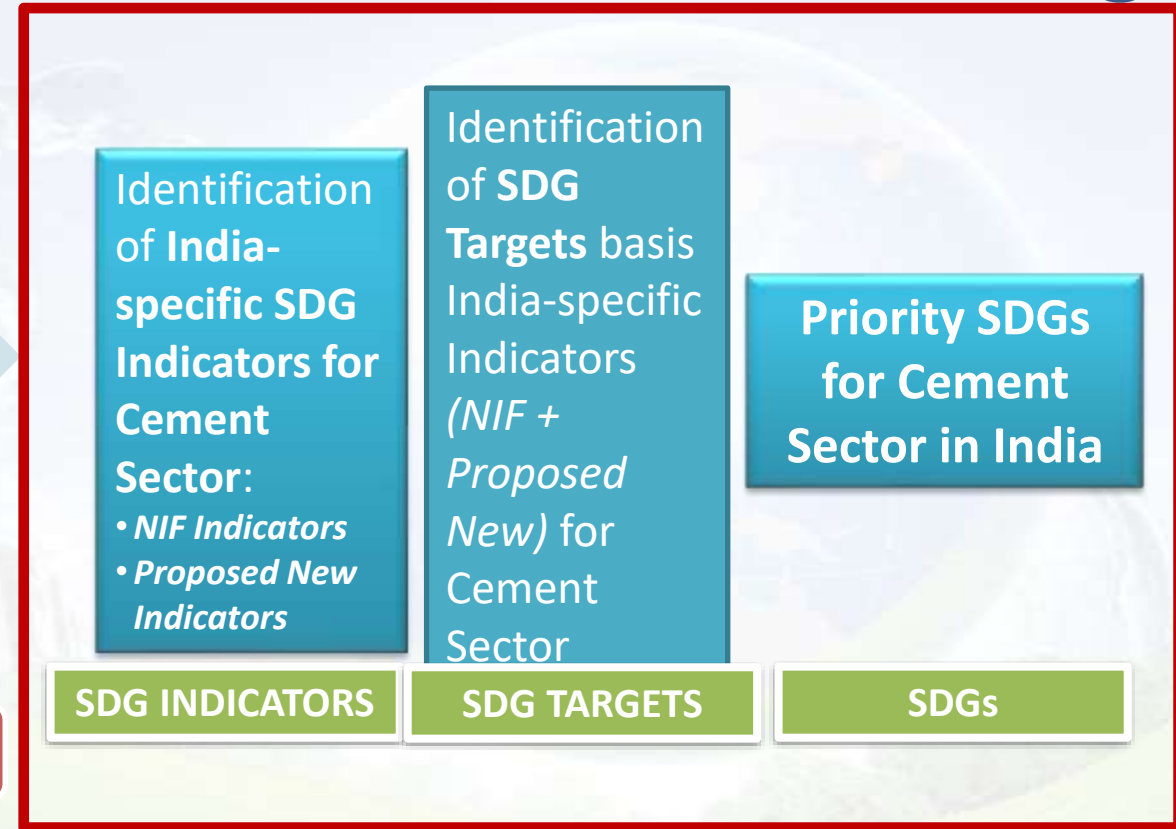 Identification
of India-
specific SDG
Indicators for
Cement
Sector:
• NIF Indicators
• Proposed New
Indicators
SDG INDICATORS
Identification
of SDG
Targets basis
India-specific
Indicators
(NIF +
Proposed
New) for
Cement
Sector
SDG TARGETS
Priority SDGs
for Cement
Sector in India
SDGs